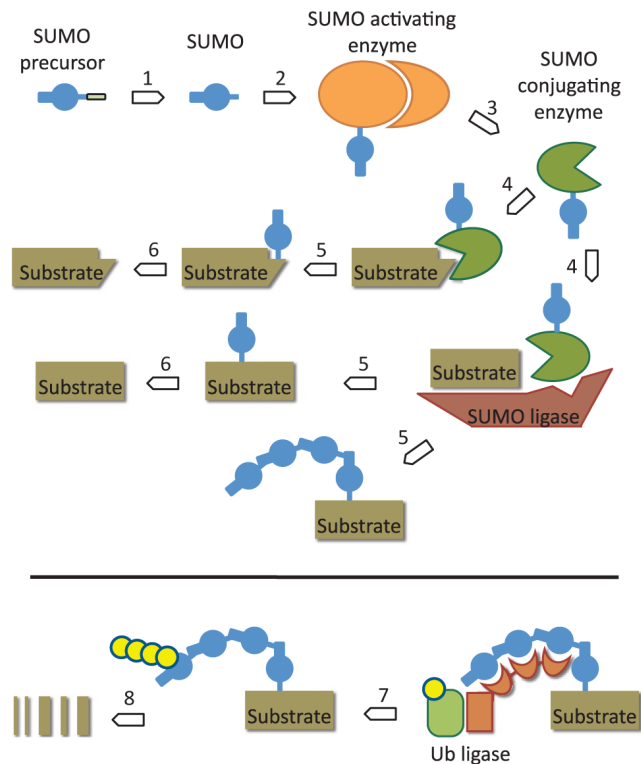 SUMO
precursor
1
SUMO
2
SUMO activating
enzyme
3
SUMO
conjugating
enzyme
4
4
Substrate
6
Substrate
5
Substrate
Substrate
6
Substrate
5
Substrate
SUMO ligase
5
Substrate
8
Substrate
7
Substrate
Ub ligase